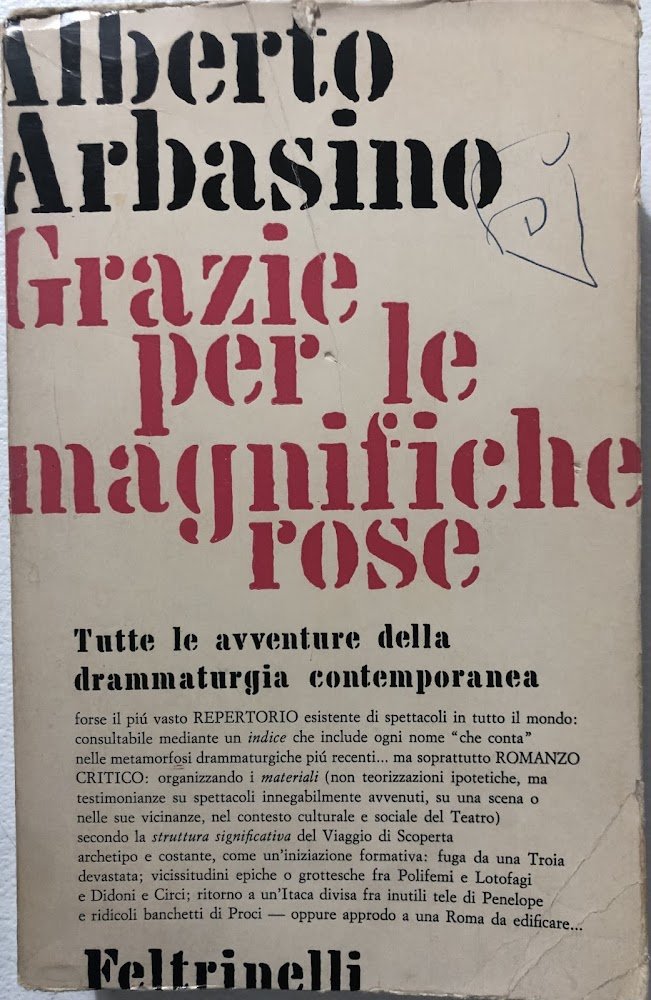 Alberto
Arbasino
Grazie
per le
magnifiche
rose
Tutte le avventure della
drammaturgia contemporanea
forse il piú vasto REPERTORIO esistente di spettacoli in tutto il mondo:
consultabile mediante un indice che include ogni nome “che conta”
nelle metamorfosi drammaturgiche piú recenti... ma soprattutto ROMANZO
CRITICO: organizzando i materiali (non teorizzazioni ipotetiche, ma
testimonianze su spettacoli innegabilmente avvenuti, su una scena o
nelle sue vicinanze, nel contesto culturale e sociale del Teatro)
secondo la struttura significativa del Viaggio di Scoperta
archetipo e costante, come un'iniziazione formativa: fuga da una Troia
devastata; vicissitudini epiche o grottesche fra Polifemi e Lotofagi
e Didoni e Circi; ritorno a un'Itaca divisa fra inutili tele di Penelope
e ridicoli banchetti di Proci — oppure approdo a una Roma da edificare...
Feltrinelli